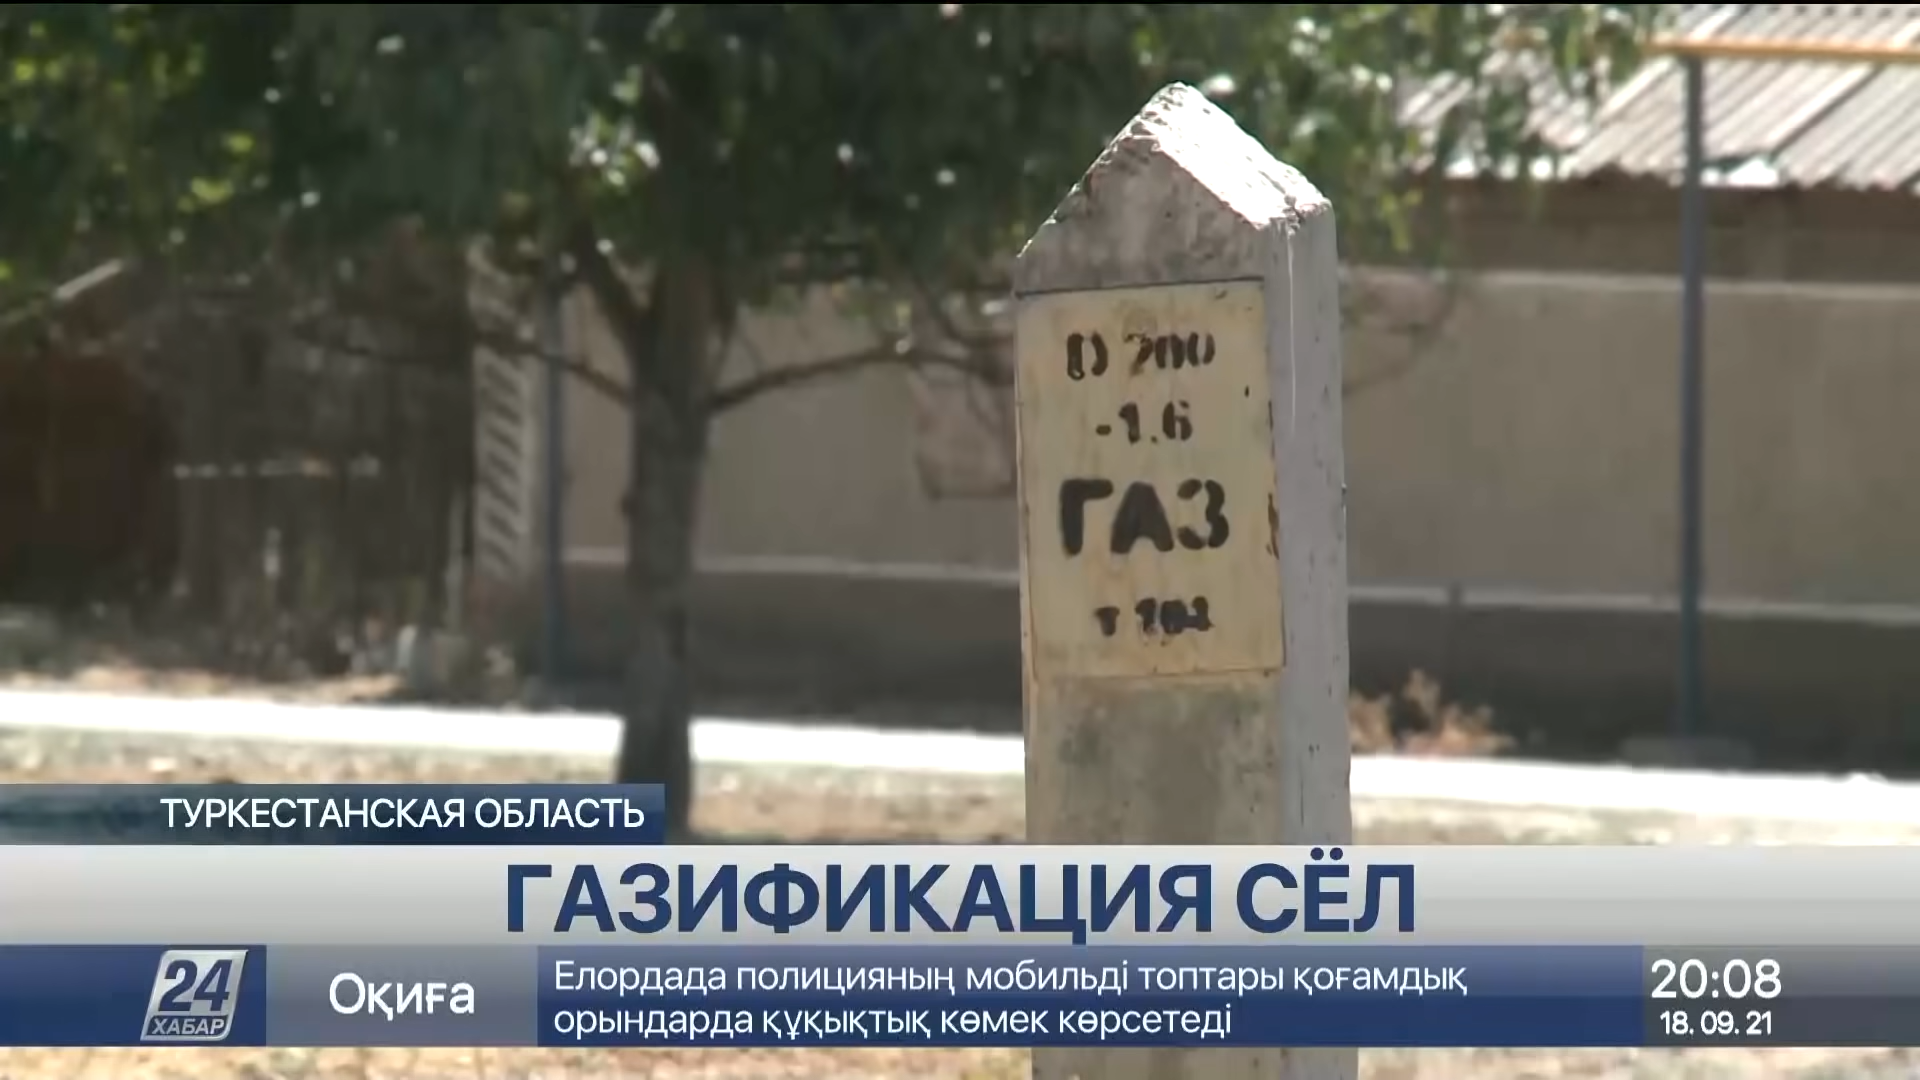 D 200
-1.6
ГАЗ
ТУРКЕСТАНСКАЯ ОБЛАСТЬ
ГАЗИФИКАЦИЯ СЁЛ
24
ХАБАР
Оқиға
Елордада полицияның мобильді топтары қоғамдық
орындарда құқықтық көмек көрсетеді
20:08
18. 09. 21